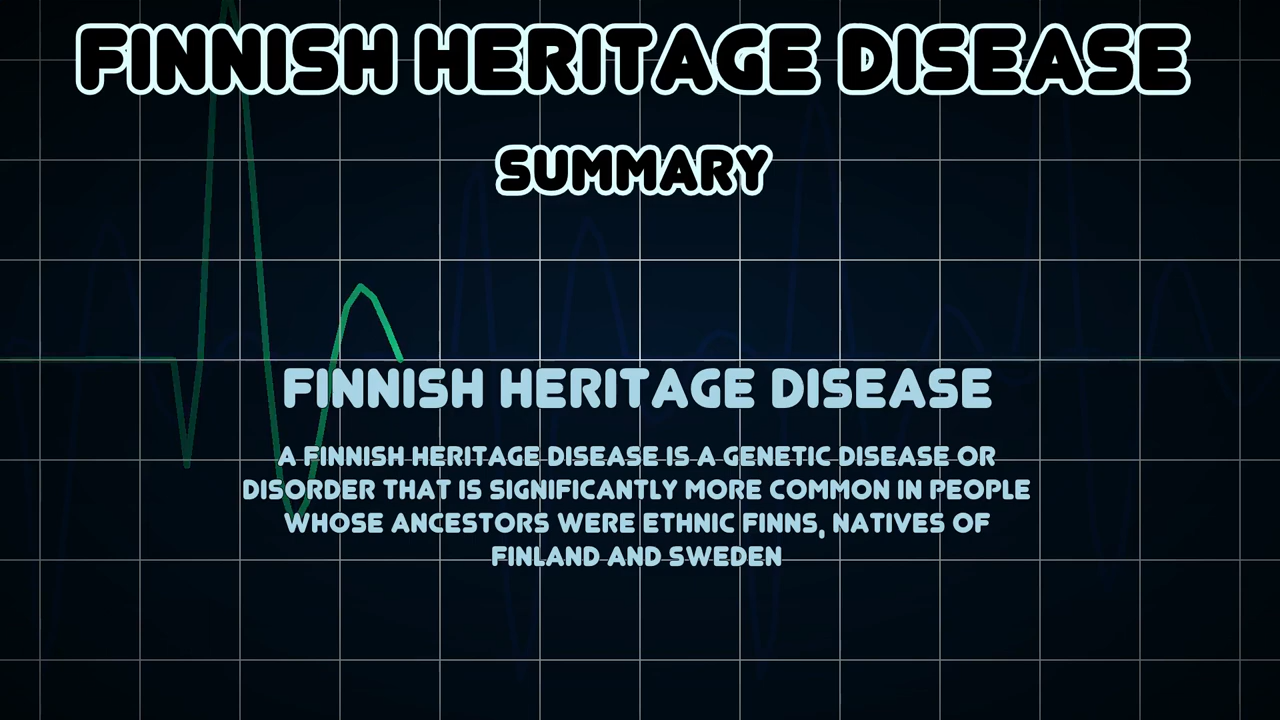 FINNISH HERITAGE DISEASE
SUMMARY
FINNISH HERITAGE DISEASE
A FINNISH HERITAGE DISEASE IS A GENETIC DISEASE OR
DISORDER THAT IS SIGNIFICANTLY MORE COMMON IN PEOPLE
WHOSE ANCESTORS WERE ETHNIC FINNS, NATIVES OF
FINLAND AND SWEDEN